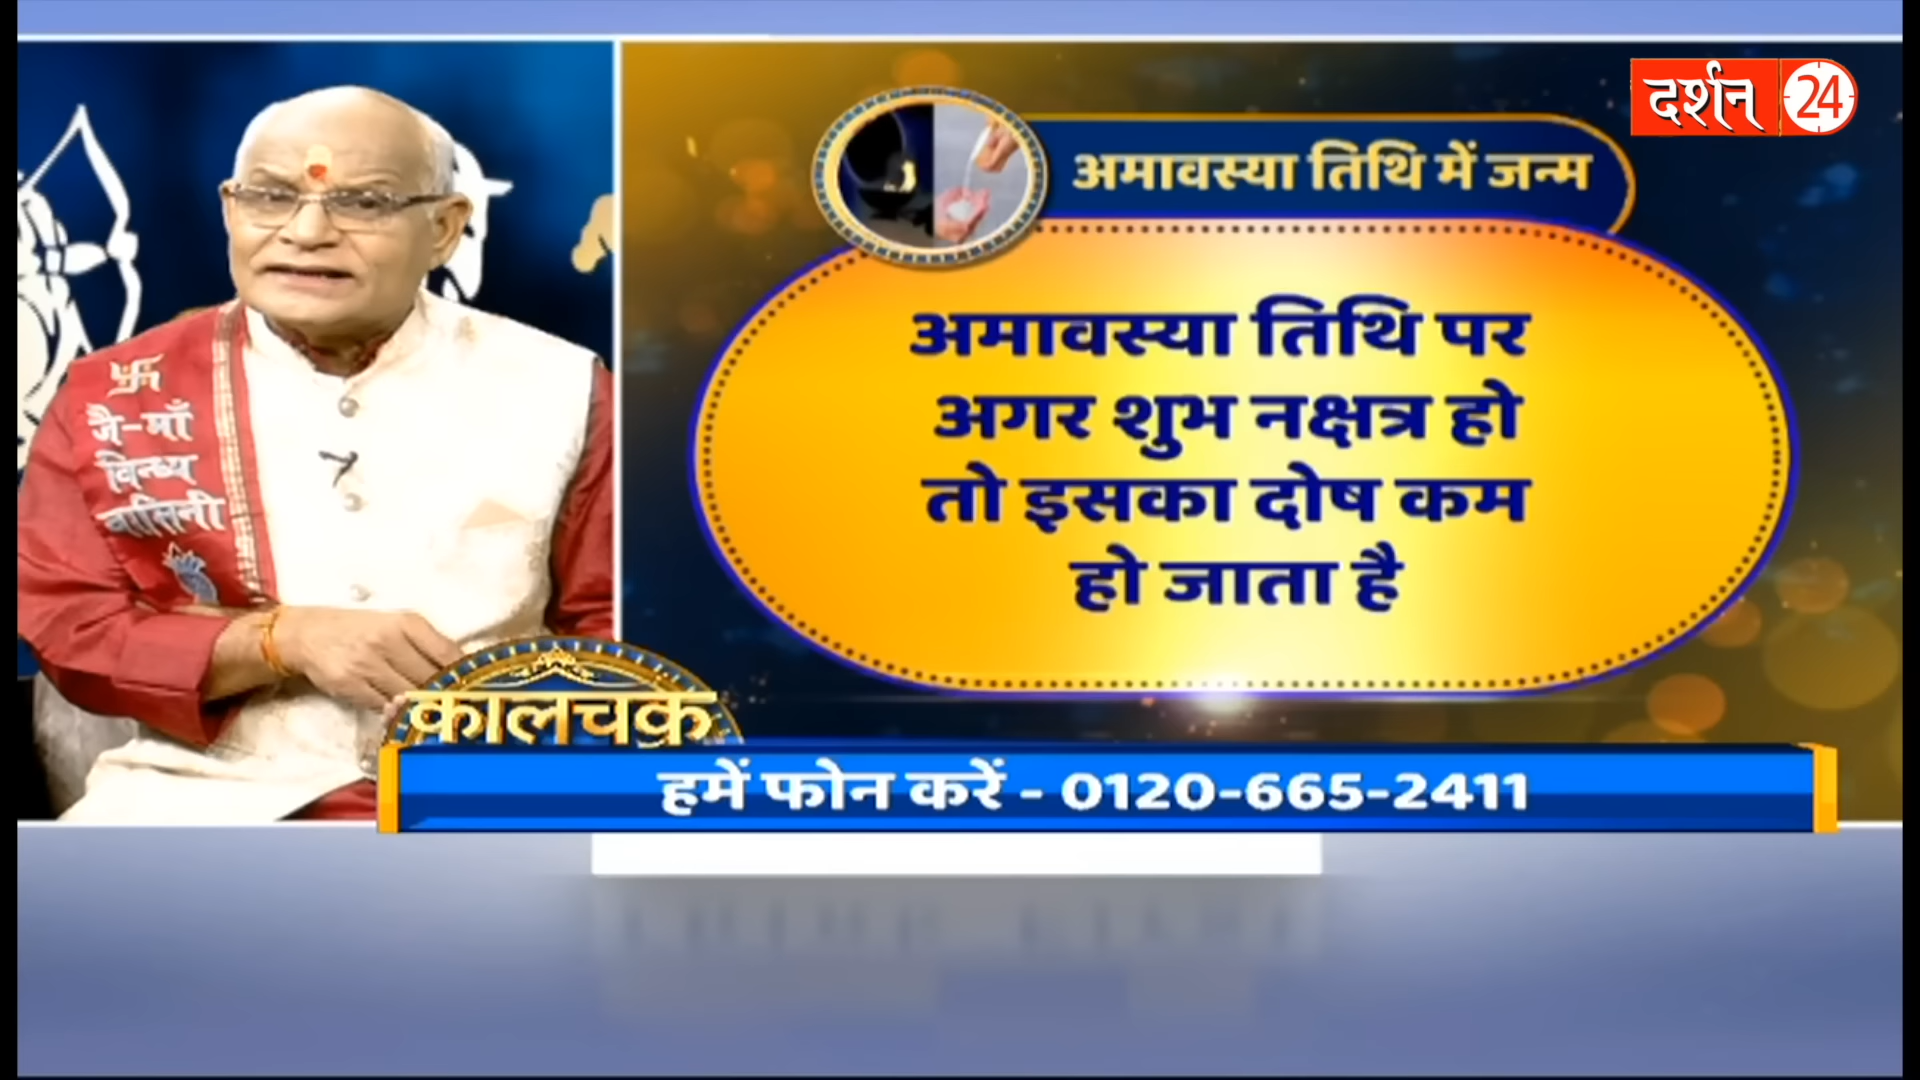 दर्शन 24
अमावस्या तिथि में जन्म
अमावस्या तिथि पर
अगर शुभ नक्षत्र हो
तो इसका दोष कम
हो जाता है
जै-माँ
विन्ध्य
वासिनी
कालचक्र
हमें फोन करें - 0120-665-2411